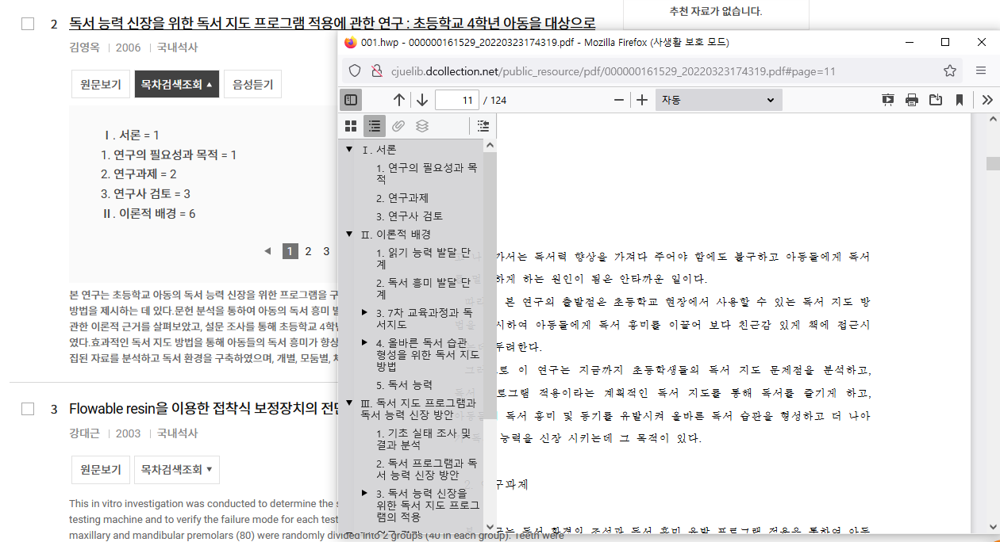 추천 자료가 없습니다.
2 독서 능력 신장을 위한 독서 지도 프로그램 적용에 관한 연구 : 초등학교 4학년 아동을 대상으로
김영옥 | 2006 | 국내석사
원문보기 목차검색조회 ▲ 음성듣기
Ⅰ. 서론 = 1
1. 연구의 필요성과 목적 = 1
2. 연구과제 = 2
3. 연구사 검토 = 3
Ⅱ. 이론적 배경 = 6
◀ 1 2 3
본 연구는 초등학교 아동의 독서 능력 신장을 위한 프로그램을 구
방법을 제시하는 데 있다.문헌 분석을 통하여 아동의 독서 흥미 발
관한 이론적 근거를 살펴보았고, 설문 조사를 통해 초등학교 4학년
였다.효과적인 독서 지도 방법을 통해 아동들의 독서 흥미가 향상
집된 자료를 분석하고 독서 환경을 구축하였으며, 개별, 모둠별,
3 Flowable resin을 이용한 접착식 보정장치의 전단
강대근 | 2003 | 국내석사
원문보기 목차검색조회 ▼
This in vitro investigation was conducted to determine the
testing machine and to verify the failure mode for each test
maxillary and mandibular premolars (80) were randomly divided into 2 groups (40 in each group). Teeth were
001.hwp - 000000161529_20220323174319.pdf - Mozilla Firefox (사생활 보호 모드)
cjuelib.dcollection.net/public_resource/pdf/000000161529_20220323174319.pdf#page=11
11 / 124 자동
Ⅰ. 서론
1. 연구의 필요성과 목
적
2. 연구과제
3. 연구사 검토
Ⅱ. 이론적 배경
1. 읽기 능력 발달 단
계
2. 독서 흥미 발달 단
계
3. 7차 교육과정과 독
서지도
4. 올바른 독서 습관
형성을 위한 독서 지도
방법
5. 독서 능력
Ⅲ. 독서 지도 프로그램과
독서 능력 신장 방안
1. 기초 실태 조사 및
결과 분석
2. 독서 프로그램과 독
서 능력 신장 방안
3. 독서 능력 신장을
위한 독서 지도 프로그
램의 적용
가서는 독서력 향상을 가져다 주어야 함에도 불구하고 아동들에게 독서
하게 하는 원인이 됨은 안타까운 일이다.
본 연구의 출발점은 초등학교 현장에서 사용할 수 있는 독서 지도 방
시하여 아동들에게 독서 흥미를 이끌어 보다 친근감 있게 책에 접근시
두려한다.
로 이 연구는 지금까지 초등학생들의 독서 지도 문제점을 분석하고,
로그램 적용이라는 계획적인 독서 지도를 통해 독서를 즐기게 하고,
독서 흥미 및 동기를 유발시켜 올바른 독서 습관을 형성하고 더 나아
능력을 신장 시키는데 그 목적이 있다.
구과제
구는 독서 환경의 조성과 독서 흥미 유발 프로그램 적용을 통하여 아동